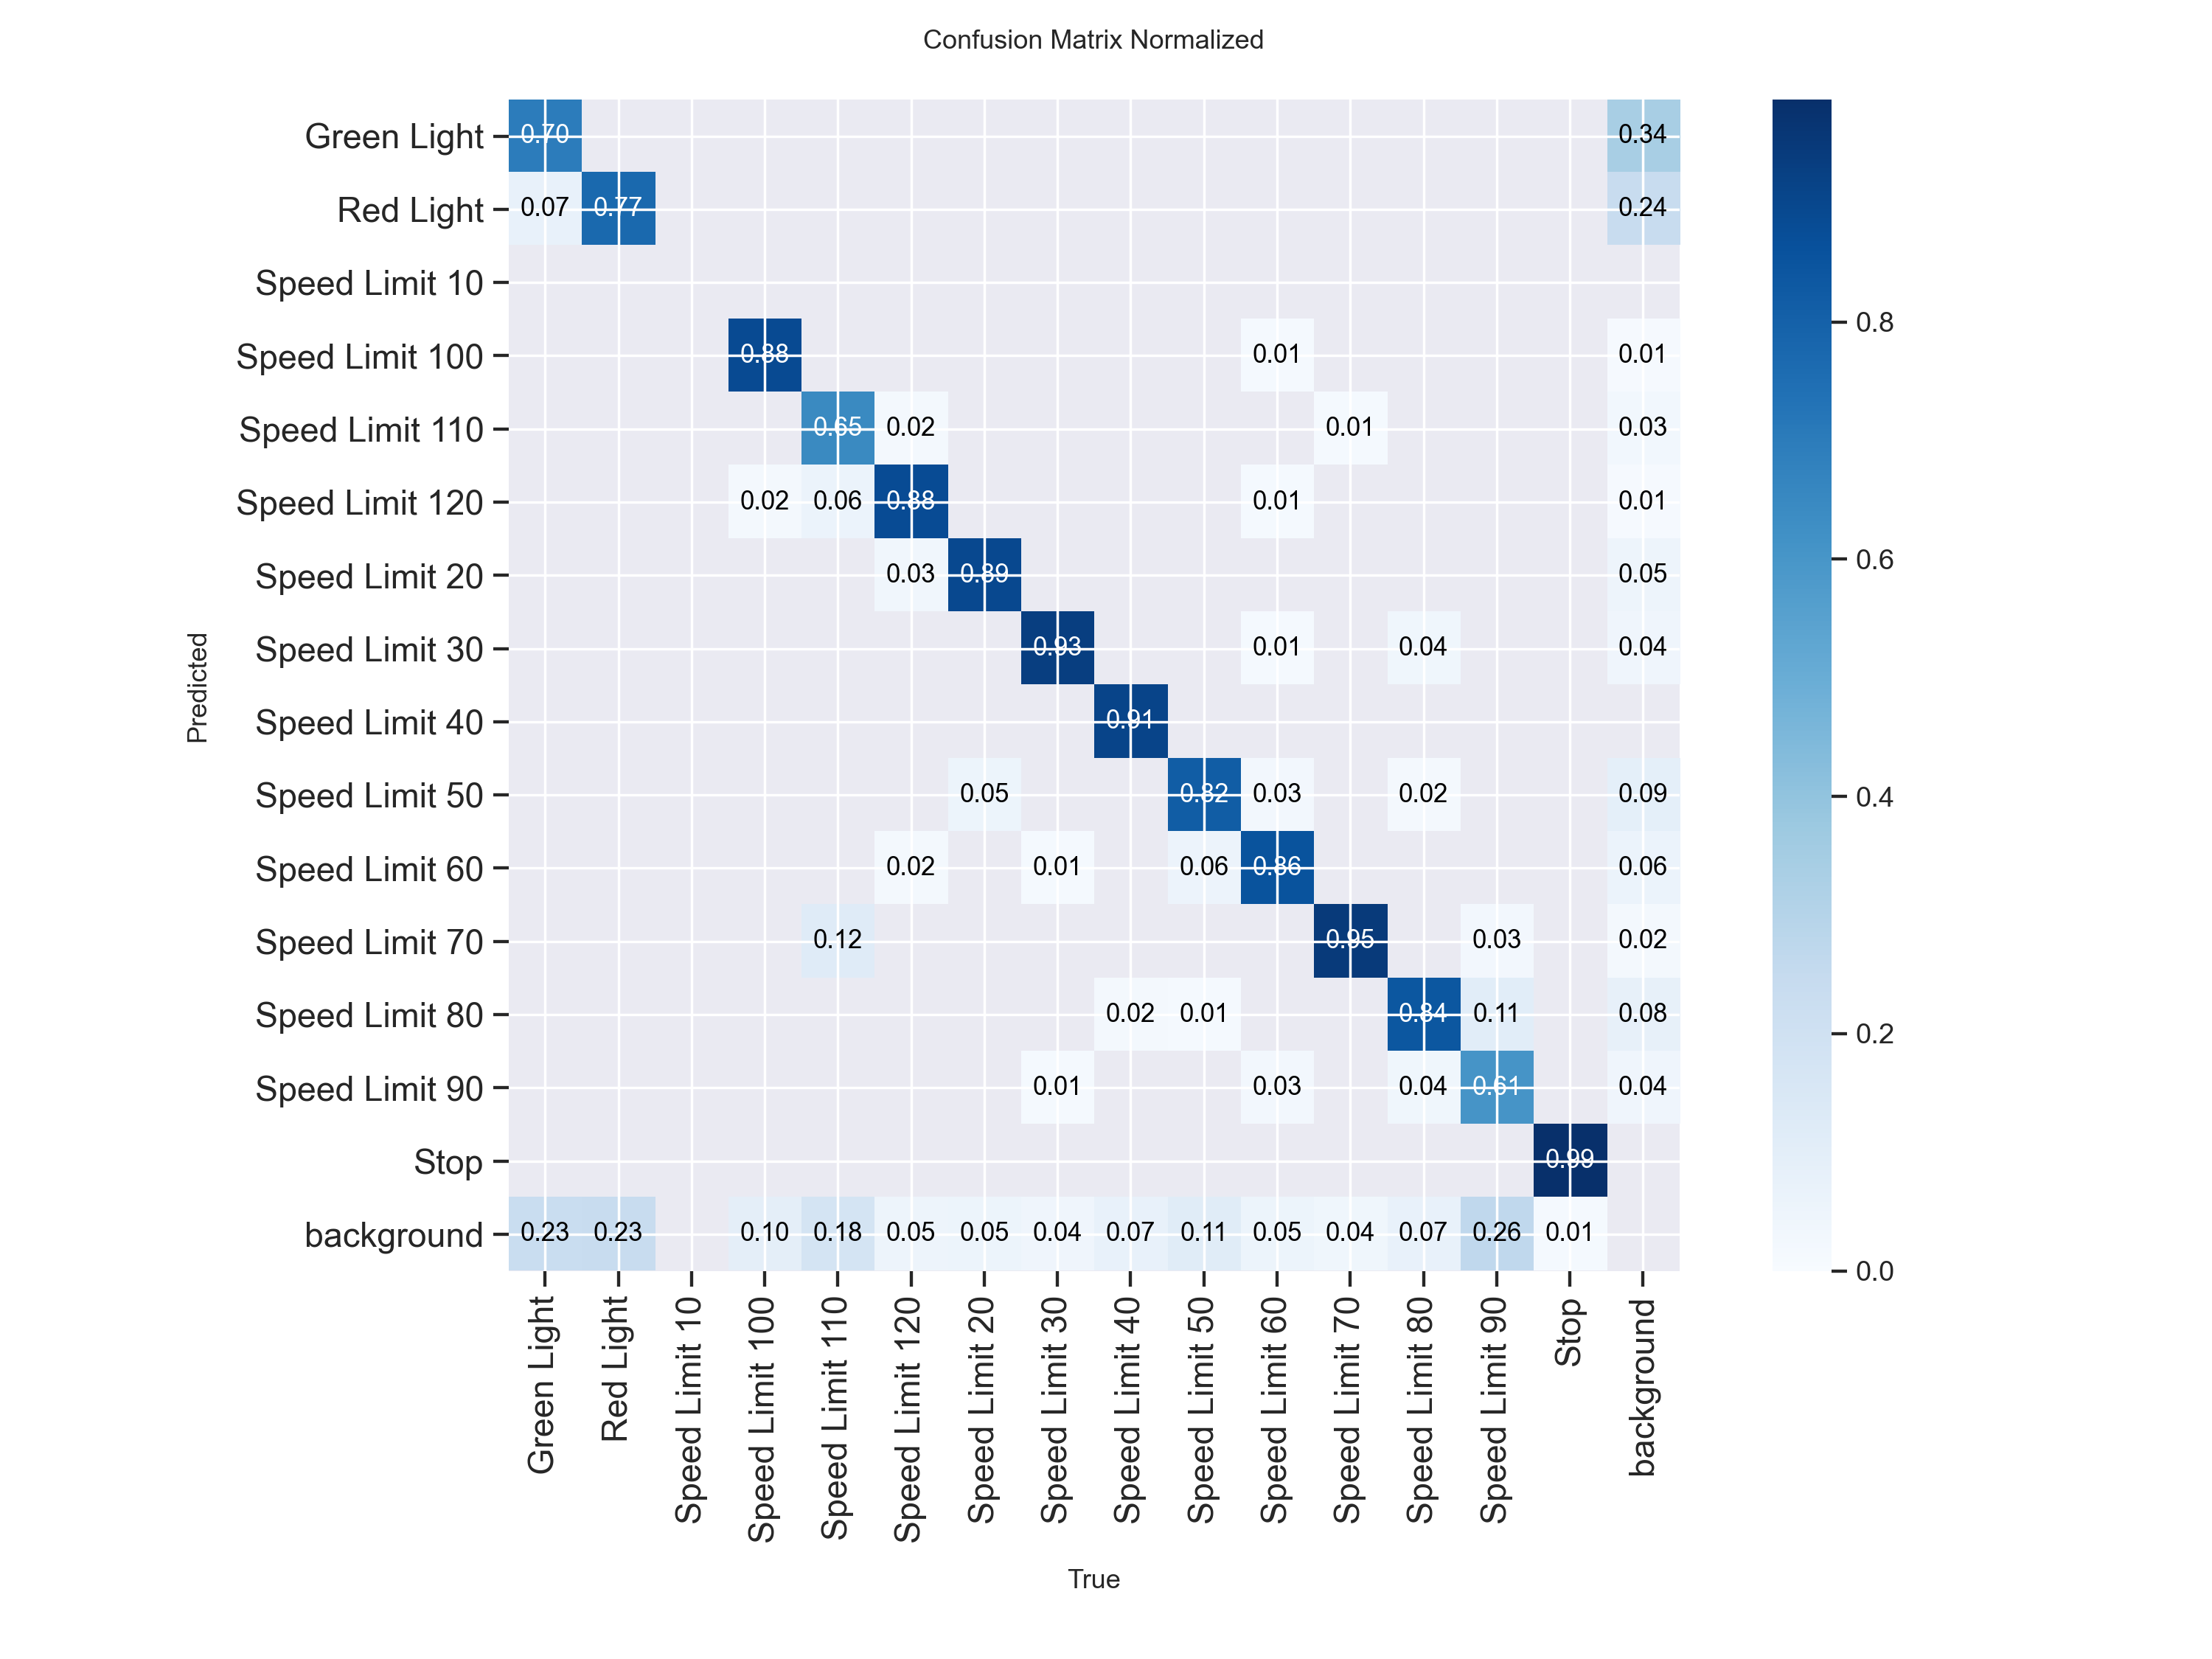 Confusion Matrix Normalized
Green Light 0.70 0.34
Red Light 0.07 0.77 0.24
Speed Limit 10
Speed Limit 100 0.88 0.01 0.01
Speed Limit 110 0.65 0.02 0.01 0.03
Speed Limit 120 0.02 0.06 0.88 0.01 0.01
Speed Limit 20 0.03 0.89 0.05
Speed Limit 30 0.93 0.01 0.04 0.04
Speed Limit 40 0.91
Speed Limit 50 0.05 0.82 0.03 0.02 0.09
Speed Limit 60 0.02 0.01 0.06 0.86 0.06
Speed Limit 70 0.12 0.95 0.03 0.02
Speed Limit 80 0.02 0.01 0.84 0.11 0.08
Speed Limit 90 0.01 0.03 0.04 0.61 0.04
Stop 0.99
background 0.23 0.23 0.10 0.18 0.05 0.05 0.04 0.07 0.11 0.05 0.04 0.07 0.26 0.01
Predicted
Green Light
Red Light
Speed Limit 10
Speed Limit 100
Speed Limit 110
Speed Limit 120
Speed Limit 20
Speed Limit 30
Speed Limit 40
Speed Limit 50
Speed Limit 60
Speed Limit 70
Speed Limit 80
Speed Limit 90
Stop
background
True
0.8
0.6
0.4
0.2
0.0